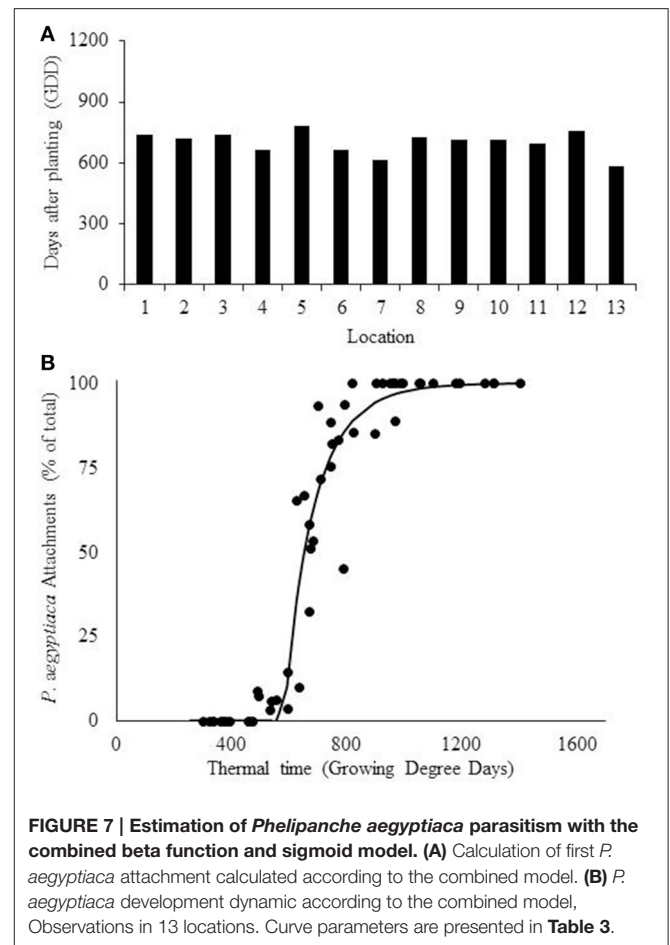 A
1200
900
600
300
0
Days after planting (GDD)
1 2 3 4 5 6 7 8 9 10 11 12 13
Location
B
100
75
50
25
0
P. aegyptiaca Attachments (% of total)
0 400 800 1200 1600
Thermal time (Growing Degree Days)
FIGURE 7 | Estimation of Phelipanche aegyptiaca parasitism with the
combined beta function and sigmoid model. (A) Calculation of first P.
aegyptiaca attachment calculated according to the combined model. (B) P.
aegyptiaca development dynamic according to the combined model,
Observations in 13 locations. Curve parameters are presented in Table 3.